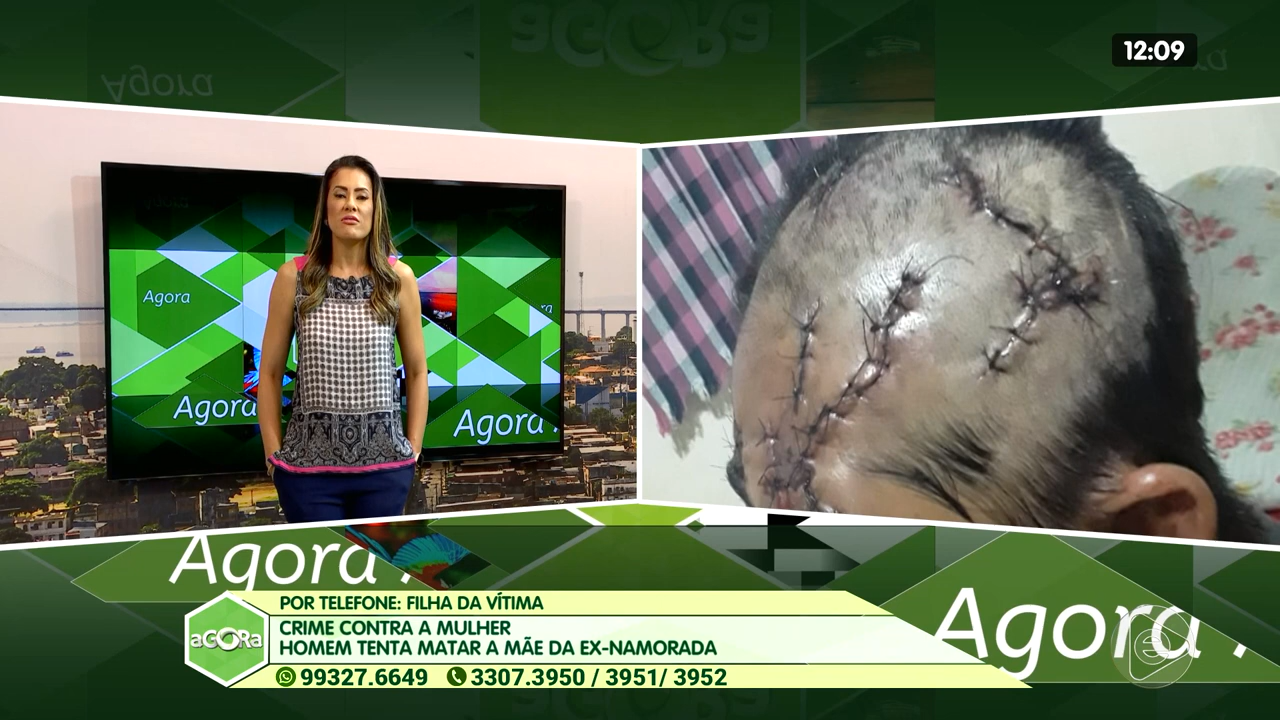 12:09
Agora
Agora
Agora
Agora
Agora
POR TELEFONE: FILHA DA VÍTIMA
aGORa
CRIME CONTRA A MULHER
HOMEM TENTA MATAR A MÃE DA EX-NAMORADA
99327.6649 3307.3950 / 3951/ 3952